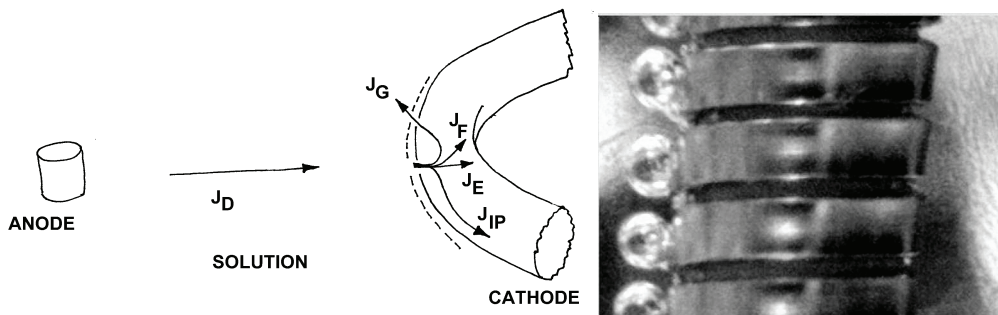 J_G
J_F
J_E
J_D
J_IP
ANODE
SOLUTION
CATHODE